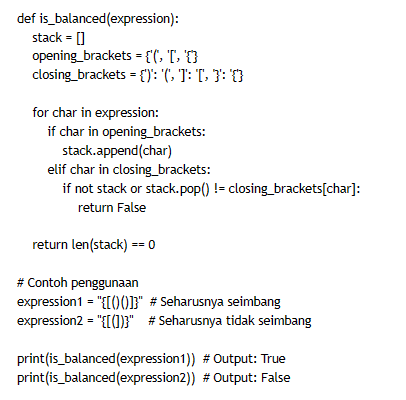 def is_balanced(expression):
stack = []
opening_brackets = {'(', '[', '{'}
closing_brackets = {')': '(', ']': '[', '}': '{'}
for char in expression:
if char in opening_brackets:
stack.append(char)
elif char in closing_brackets:
if not stack or stack.pop() != closing_brackets[char]:
return False
return len(stack) == 0
# Contoh penggunaan
expression1 = "{[()()]}" # Seharusnya seimbang
expression2 = "{[(])}" # Seharusnya tidak seimbang
print(is_balanced(expression1)) # Output: True
print(is_balanced(expression2)) # Output: False